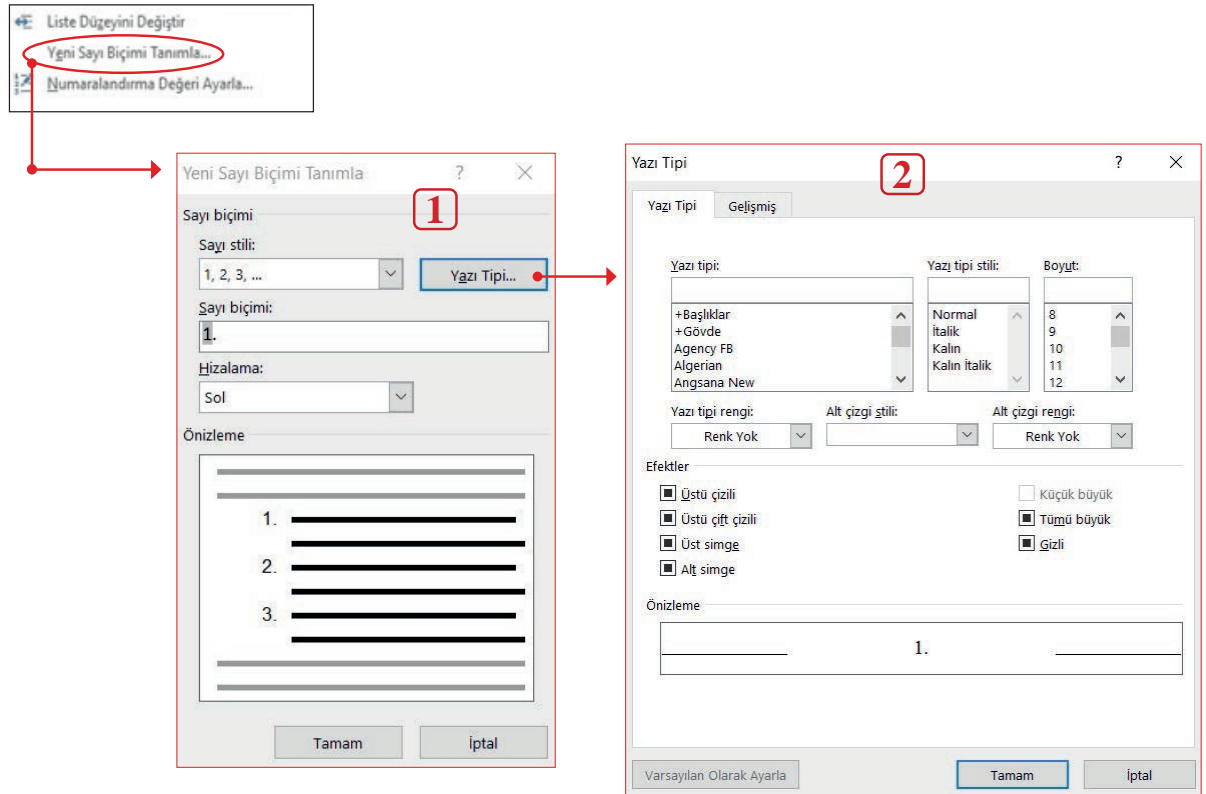 Liste Düzeyini Değiştir
Yeni Sayı Biçimi Tanımla...
Numaralandırma Değeri Ayarla...
Yeni Sayı Biçimi Tanımla ?
1
Sayı biçimi
Sayı stili:
1, 2, 3, ... Yazı Tipi...
Sayı biçimi:
1.
Hizalama:
Sol
Önizleme
1.
2.
3.
Tamam İptal
Yazı Tipi ?
2
Yazı Tipi Gelişmiş
Yazı tipi: Yazı tipi stili: Boyut:
+Başlıklar Normal 8
+Gövde İtalik 9
Agency FB Kalın 10
Algerian Kalın İtalik 11
Angsana New 12
Yazı tipi rengi: Alt çizgi stili: Alt çizgi rengi:
Renk Yok Renk Yok
Efektler
Üstü çizili Küçük büyük
Üstü çift çizili Tümü büyük
Üst simge Gizli
Alt simge
Önizleme
1.
Varsayılan Olarak Ayarla Tamam İptal